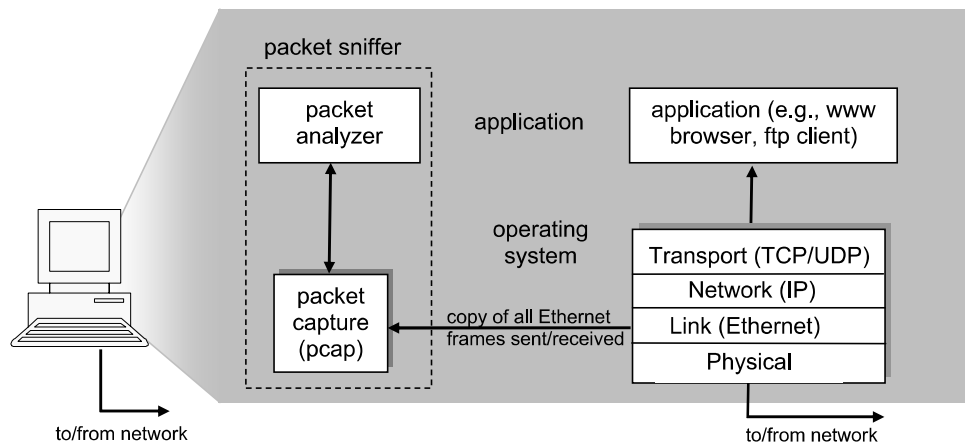 packet sniffer
packet
analyzer
application
application (e.g., www
browser, ftp client)
operating
system
packet
capture
(pcap)
copy of all Ethernet
frames sent/received
Transport (TCP/UDP)
Network (IP)
Link (Ethernet)
Physical
to/from network
to/from network